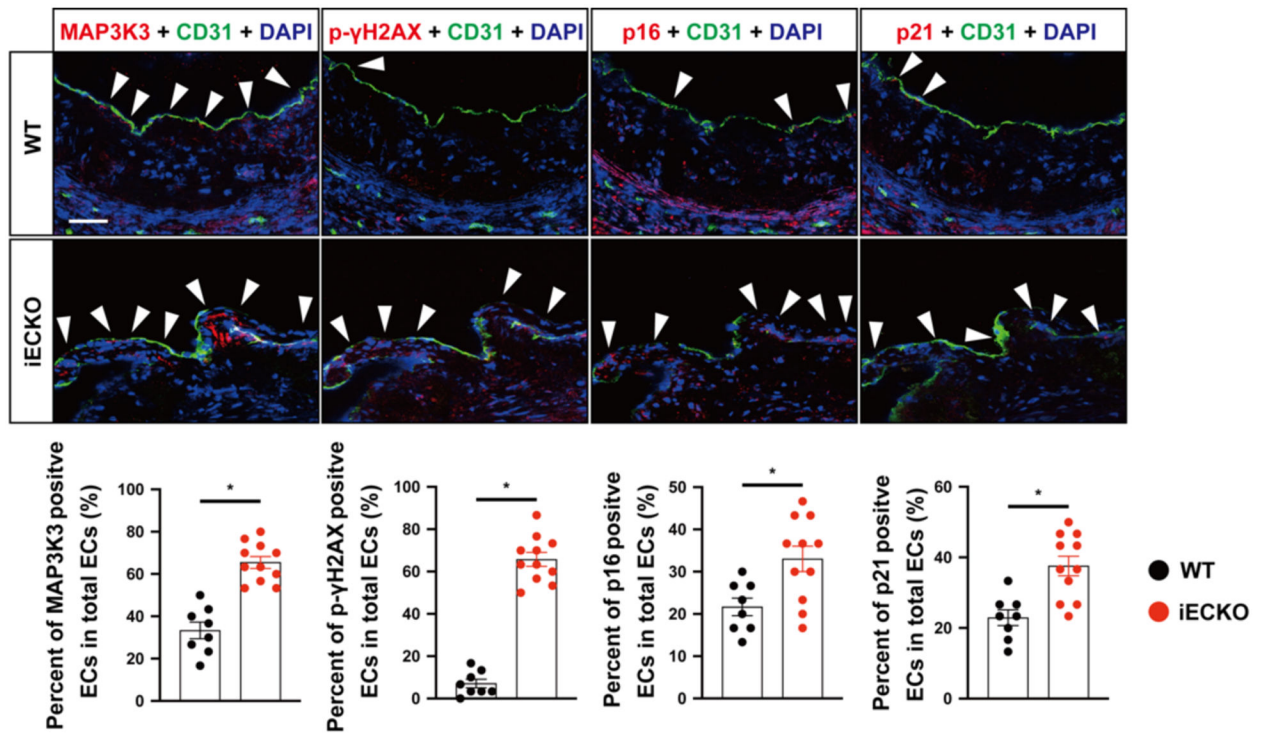 MAP3K3 + CD31 + DAPI
p-γH2AX + CD31 + DAPI
p16 + CD31 + DAPI
p21 + CD31 + DAPI
WT
iECKO
Percent of MAP3K3 positve
ECs in total ECs (%)
100
80
60
40
20
0
*
Percent of p-γH2AX positve
ECs in total ECs (%)
100
80
60
40
20
0
*
Percent of p16 positve
ECs in total ECs (%)
50
40
30
20
10
0
*
Percent of p21 positve
ECs in total ECs (%)
60
40
20
0
*
WT
iECKO